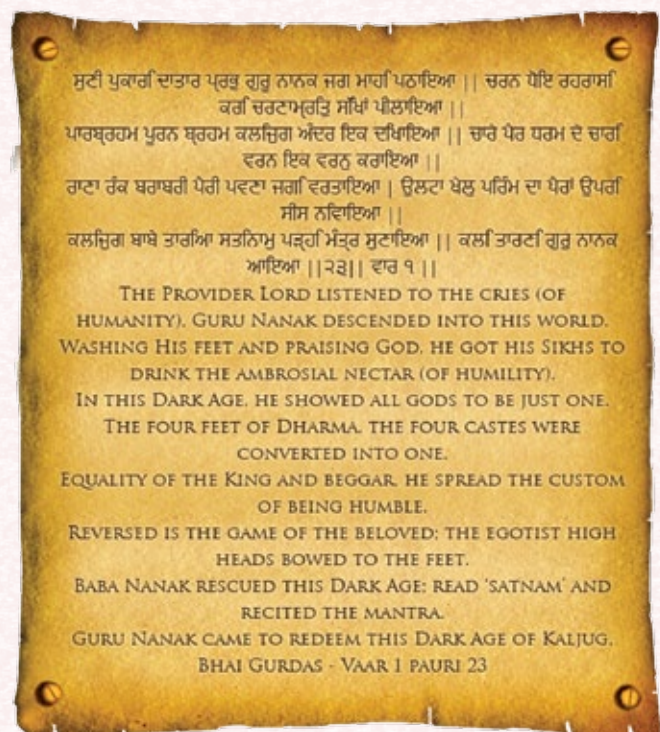 ਸੁਣੀ ਪੁਕਾਰਿ ਦਾਤਾਰ ਪ੍ਰਭੁ ਗੁਰੁ ਨਾਨਕ ਜਗ ਮਾਹਿ ਪਠਾਇਆ || ਚਰਨ ਧੋਇ ਰਹਰਾਸਿ
ਕਰਿ ਚਰਣਾਮ੍ਰਤਿ ਸਿੱਖਾਂ ਪੀਲਾਇਆ ||
ਪਾਰਬ੍ਰਹਮ ਪੂਰਨ ਬ੍ਰਹਮ ਕਲਜਿੁਗ ਅੰਦਰ ਇਕ ਦਖਿਾਇਆ || ਚਾਰੇ ਪੈਰ ਧਰਮ ਦੇ ਚਾਰਿ
ਵਰਨ ਇਕ ਵਰਨੁ ਕਰਾਇਆ ||
ਰਾਣਾ ਰੰਕ ਬਰਾਬਰੀ ਪੈਰੀ ਪਵਣਾ ਜਗਿ ਵਰਤਾਇਆ | ਉਲਟਾ ਖੇਲੁ ਪਰਿੰਮ ਦਾ ਪੈਰਾਂ ਉਪਰਿ
ਸੀਸ ਨਵਿਾਇਆ ||
ਕਲਜਿੁਗ ਬਾਬੇ ਤਾਰਆਿ ਸਤਨਿਾਮੁ ਪੜ੍ਹਿ ਮੰਤ੍ਰ ਸੁਣਾਇਆ || ਕਲਿ ਤਾਰਣਿ ਗੁਰੁ ਨਾਨਕ
ਆਇਆ ||੨੩|| ਵਾਰ ੧ ||
THE PROVIDER LORD LISTENED TO THE CRIES (OF
HUMANITY). GURU NANAK DESCENDED INTO THIS WORLD.
WASHING HIS FEET AND PRAISING GOD, HE GOT HIS SIKHS TO
DRINK THE AMBROSIAL NECTAR (OF HUMILITY).
IN THIS DARK AGE, HE SHOWED ALL GODS TO BE JUST ONE.
THE FOUR FEET OF DHARMA, THE FOUR CASTES WERE
CONVERTED INTO ONE.
EQUALITY OF THE KING AND BEGGAR, HE SPREAD THE CUSTOM
OF BEING HUMBLE.
REVERSED IS THE GAME OF THE BELOVED; THE EGOTIST HIGH
HEADS BOWED TO THE FEET.
BABA NANAK RESCUED THIS DARK AGE; READ 'SATNAM' AND
RECITED THE MANTRA.
GURU NANAK CAME TO REDEEM THIS DARK AGE OF KALJUG.
BHAI GURDAS - VAAR 1 PAURI 23